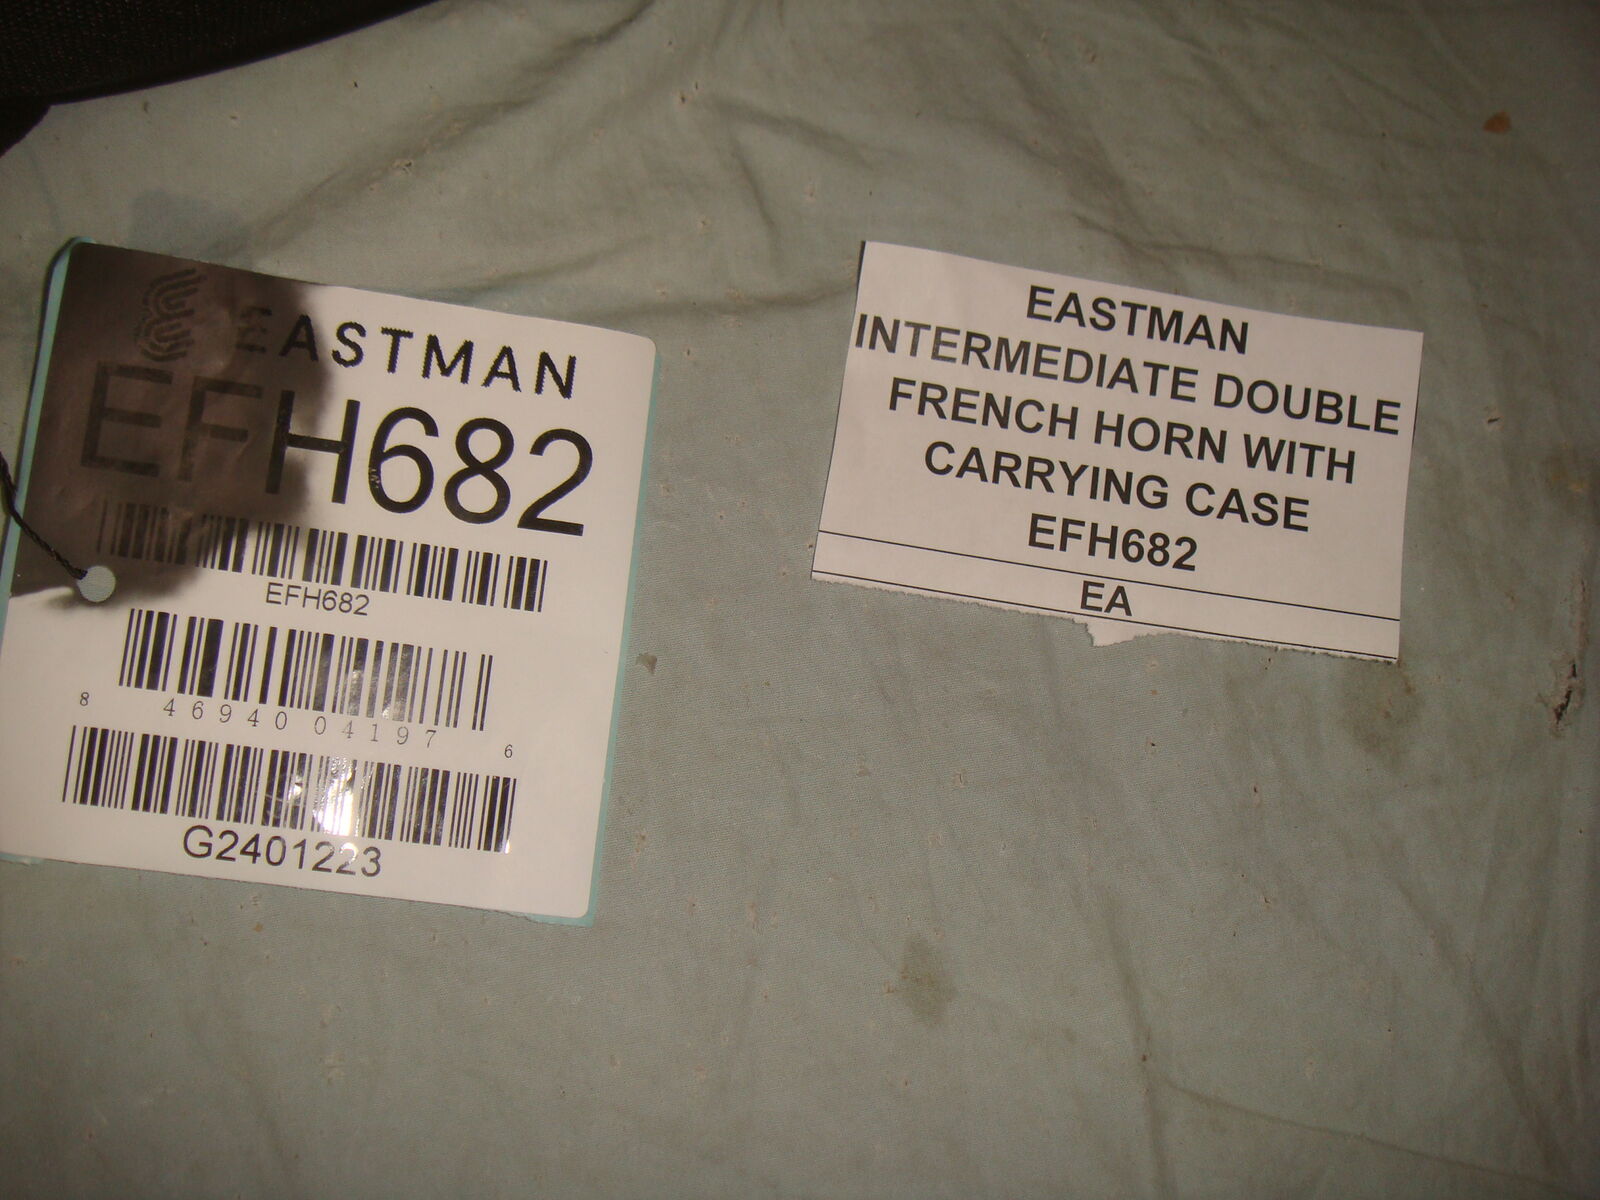 EASTMAN
EFH682
EFH682
8 46940 04197 6
G2401223
EASTMAN
INTERMEDIATE DOUBLE
FRENCH HORN WITH
CARRYING CASE
EFH682
EA